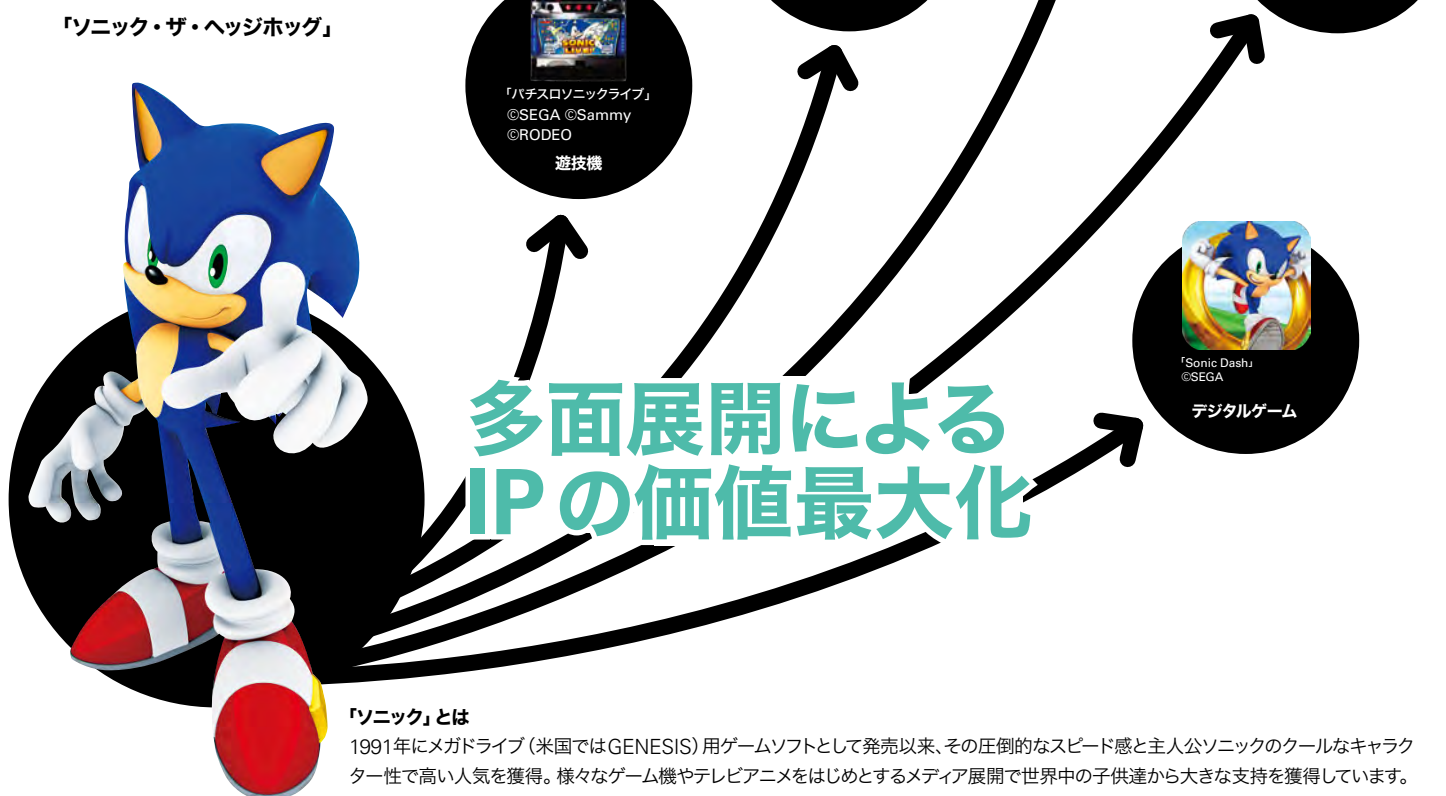 「ソニック・ザ・ヘッジホッグ」
SONIC
LIVE!
「パチスロソニックライブ」
©SEGA ©Sammy
©RODEO
遊技機
「Sonic Dash」
©SEGA
デジタルゲーム
多面展開による
IPの価値最大化
「ソニック」とは
1991年にメガドライブ（米国ではGENESIS）用ゲームソフトとして発売以来、その圧倒的なスピード感と主人公ソニックのクールなキャラク
ター性で高い人気を獲得。様々なゲーム機やテレビアニメをはじめとするメディア展開で世界中の子供達から大きな支持を獲得しています。